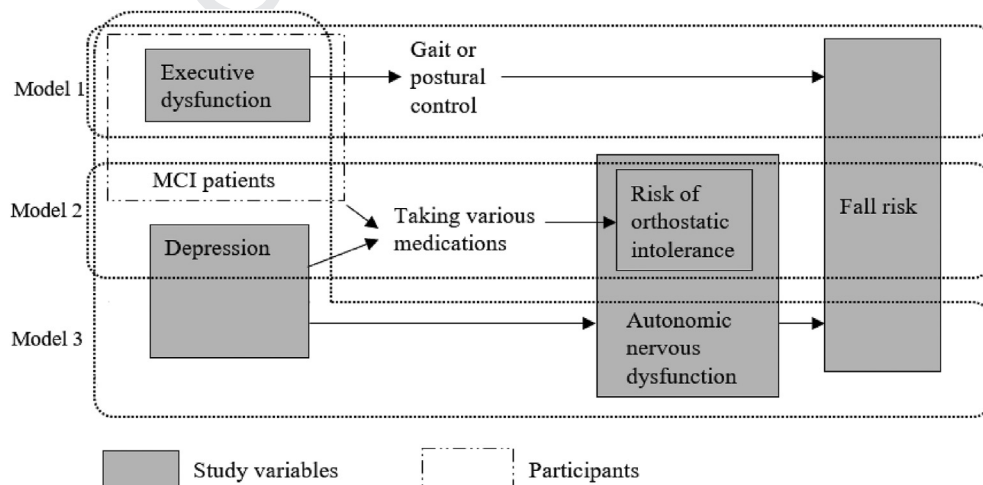 Model 1
Executive
dysfunction
Gait or
postural
control
MCI patients
Model 2
Depression
Taking various
medications
Risk of
orthostatic
intolerance
Fall risk
Model 3
Autonomic
nervous
dysfunction
Study variables
Participants